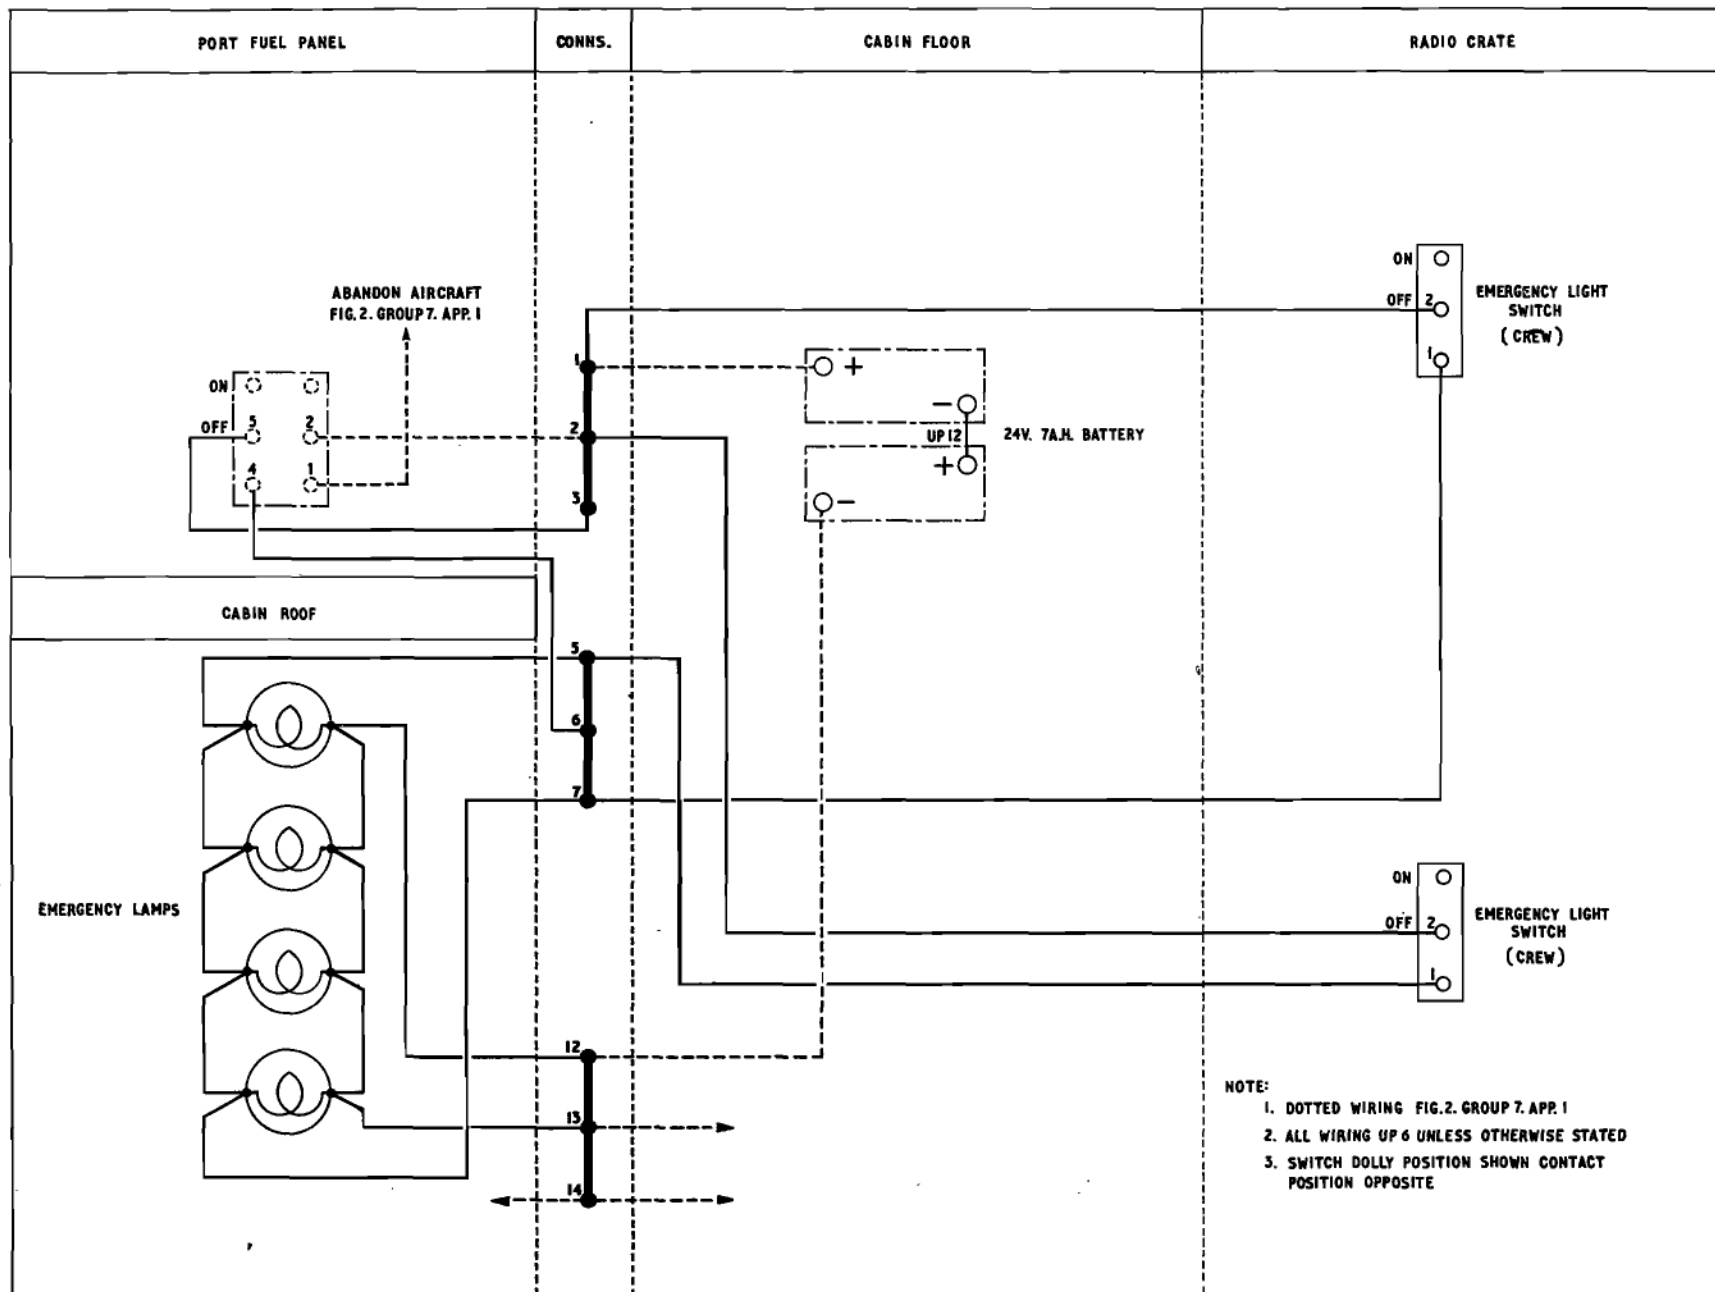 PORT FUEL PANEL
CONNS.
CABIN FLOOR
RADIO CRATE
ABANDON AIRCRAFT
FIG. 2. GROUP 7. APP. 1
ON
OFF
5
2
4
1
1
2
3
+
-
UP 12
+
-
24V. 7A.H. BATTERY
ON
OFF 2
1
EMERGENCY LIGHT
SWITCH
(CREW)
CABIN ROOF
5
6
7
EMERGENCY LAMPS
ON
OFF 2
1
EMERGENCY LIGHT
SWITCH
(CREW)
12
13
14
NOTE:
1. DOTTED WIRING FIG. 2. GROUP 7. APP. 1
2. ALL WIRING UP 6 UNLESS OTHERWISE STATED
3. SWITCH DOLLY POSITION SHOWN CONTACT
POSITION OPPOSITE